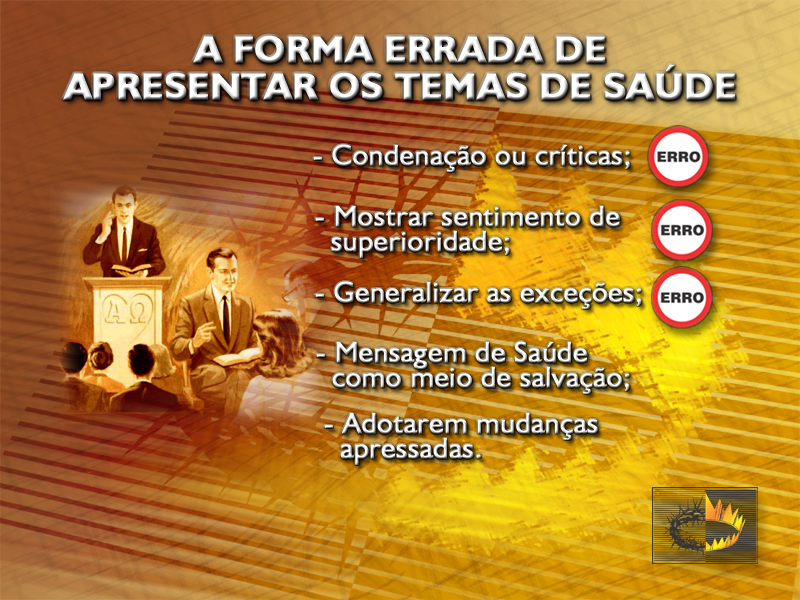 A FORMA ERRADA DE
APRESENTAR OS TEMAS DE SAÚDE
- Condenação ou críticas;
ERRO
- Mostrar sentimento de
superioridade;
ERRO
- Generalizar as exceções;
ERRO
- Mensagem de Saúde
como meio de salvação;
- Adotarem mudanças
apressadas.
ΑΩ